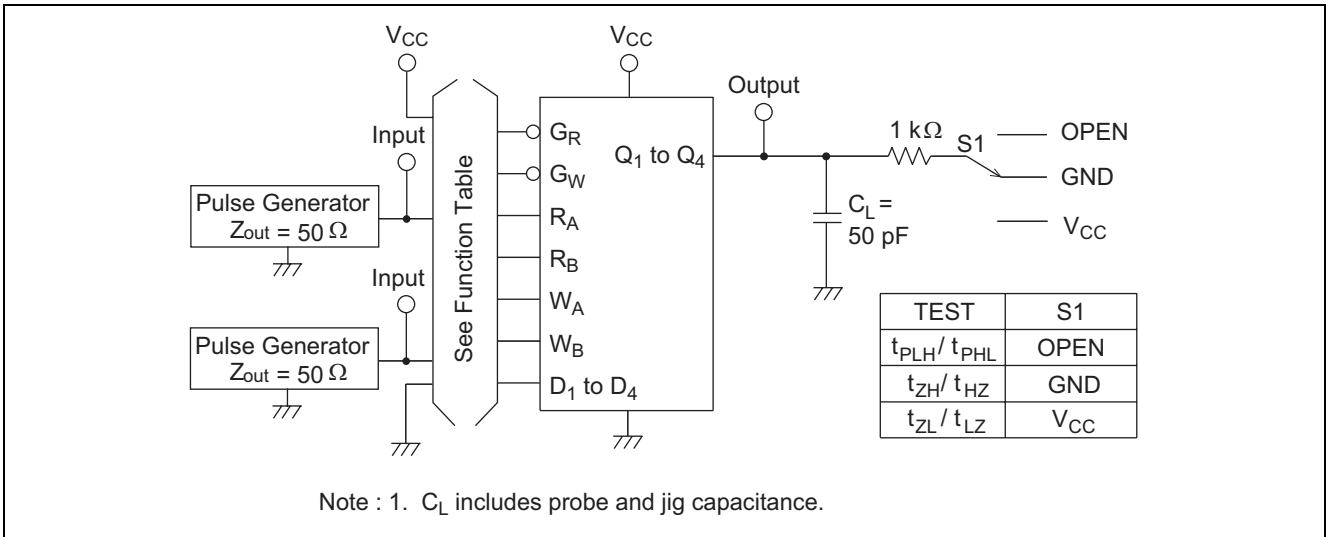 VCC
VCC
Output
Input
GR
GW
RA
RB
WA
WB
D1 to D4
Q1 to Q4
1 kΩ
S1
OPEN
GND
VCC
CL =
50 pF
Pulse Generator
Zout = 50 Ω
Input
Pulse Generator
Zout = 50 Ω
See Function Table
TEST S1
tPLH / tPHL OPEN
tZH / tHZ GND
tZL / tLZ VCC
Note : 1. CL includes probe and jig capacitance.